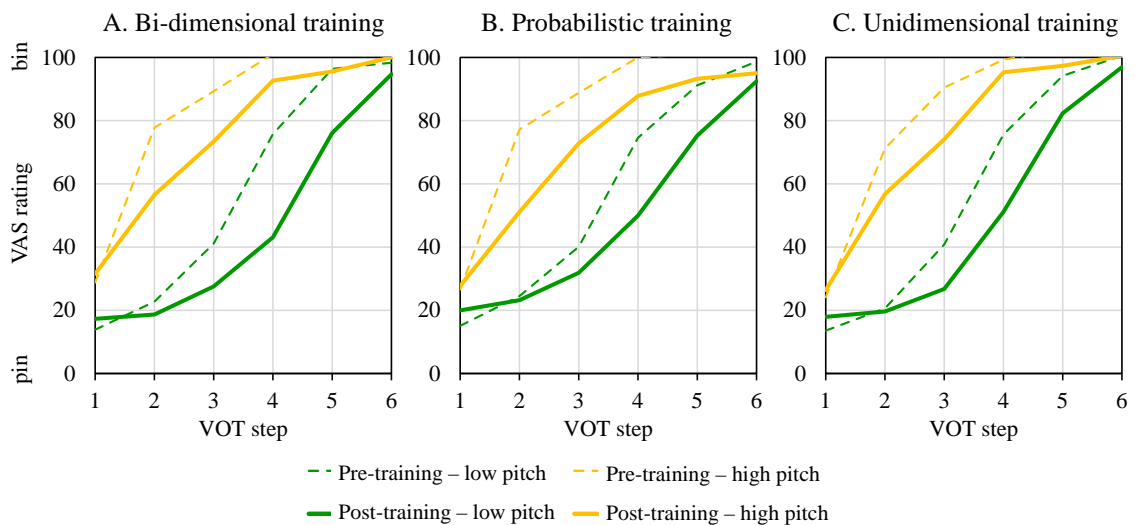 A. Bi-dimensional training
B. Probabilistic training
C. Unidimensional training
bin
VAS rating
pin
100
80
60
40
20
0
1 2 3 4 5 6
VOT step
100
80
60
40
20
0
1 2 3 4 5 6
VOT step
100
80
60
40
20
0
1 2 3 4 5 6
VOT step
Pre-training – low pitch
Pre-training – high pitch
Post-training – low pitch
Post-training – high pitch